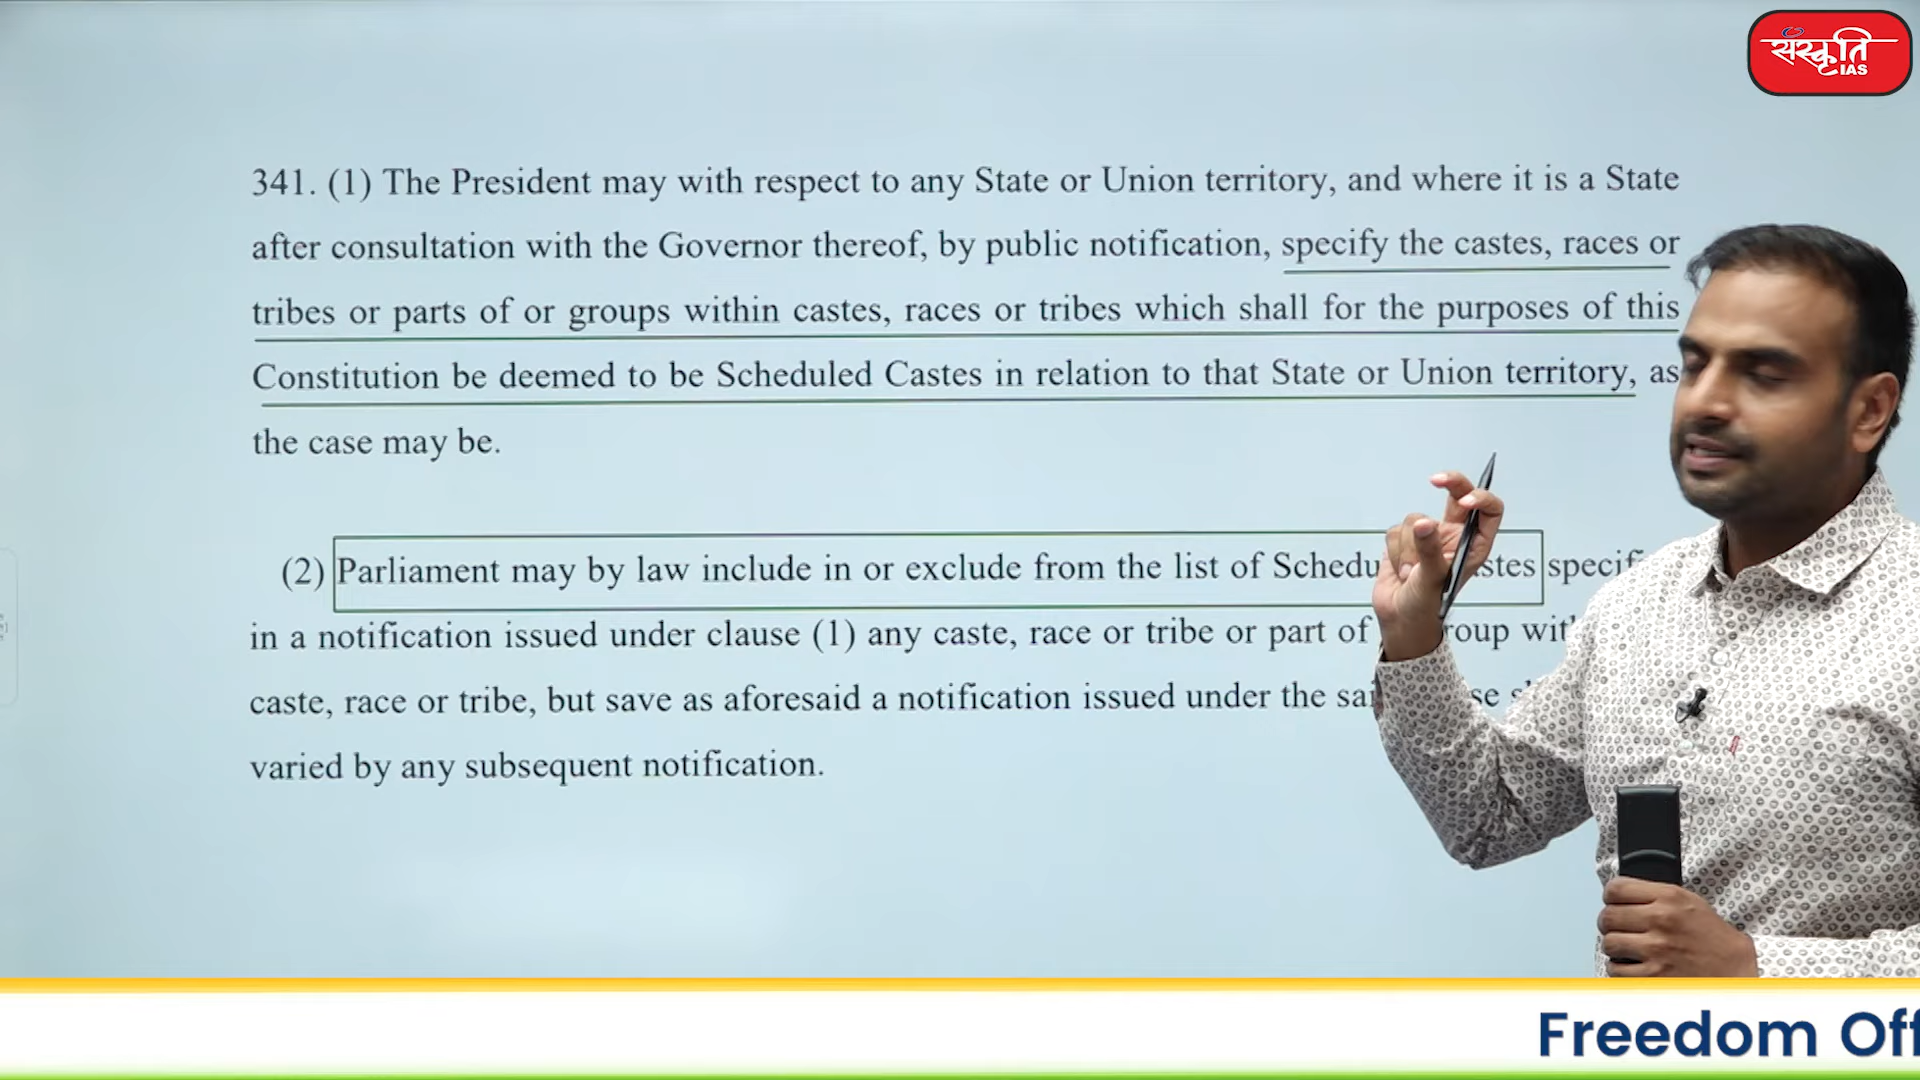 संस्कृति
IAS
341. (1) The President may with respect to any State or Union territory, and where it is a State
after consultation with the Governor thereof, by public notification, specify the castes, races or
tribes or parts of or groups within castes, races or tribes which shall for the purposes of this
Constitution be deemed to be Scheduled Castes in relation to that State or Union territory, as
the case may be.
(2) Parliament may by law include in or exclude from the list of
in a notification issued under clause (1) any caste, race or tribe or part of
caste, race or tribe, but save as aforesaid a notification issued under the
varied by any subsequent notification.
Freedom